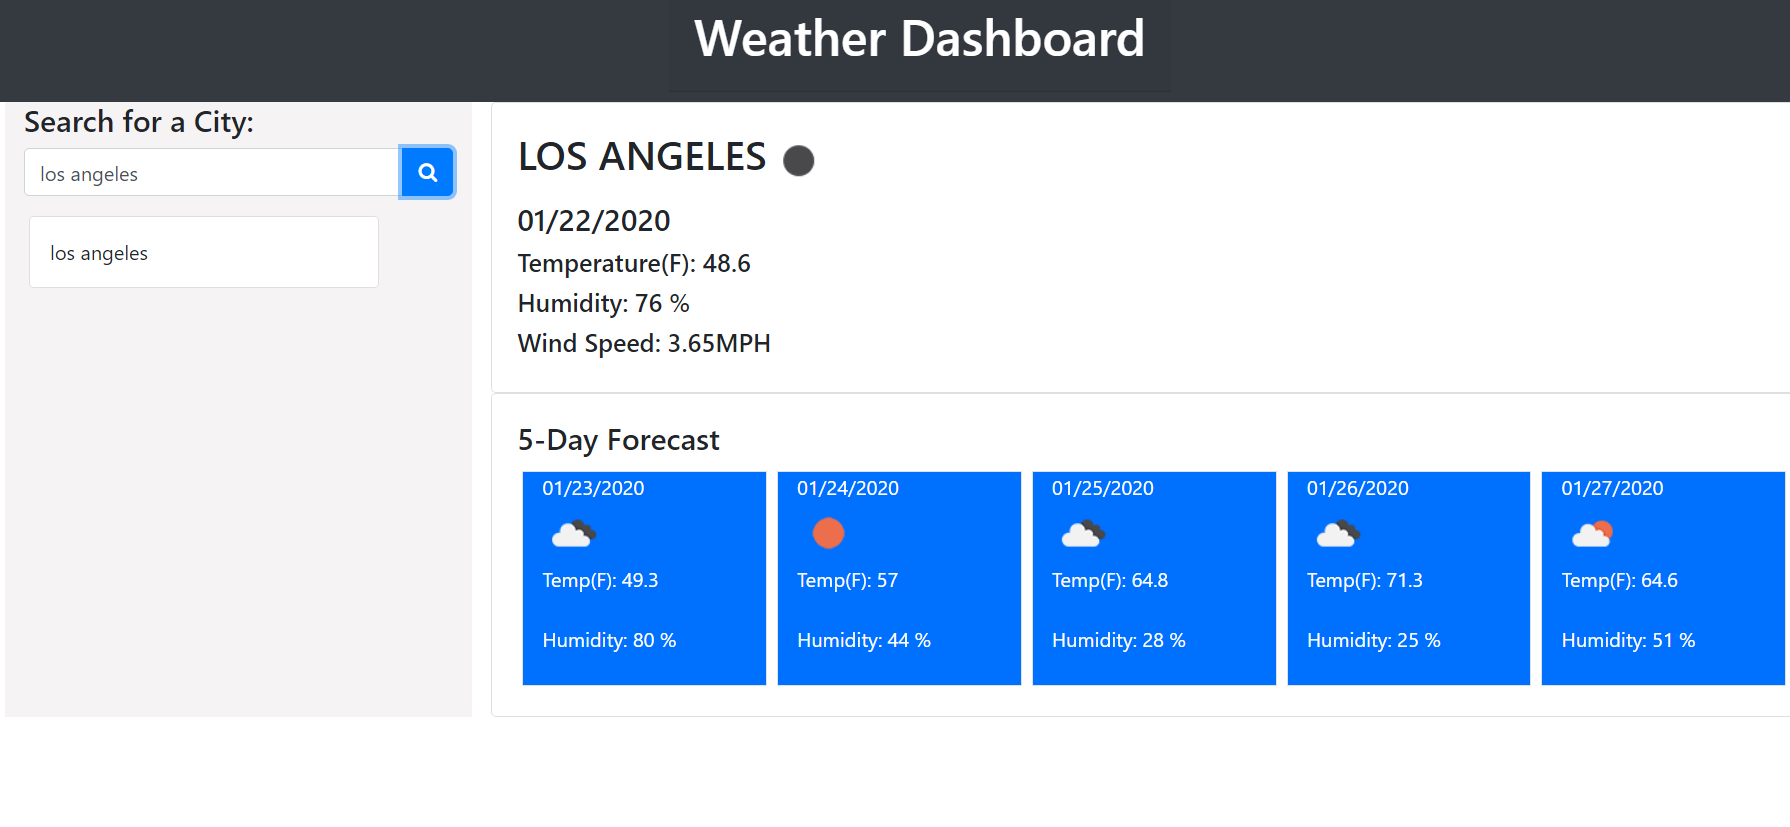 Weather Dashboard
Search for a City:
los angeles
los angeles
LOS ANGELES
01/22/2020
Temperature(F): 48.6
Humidity: 76 %
Wind Speed: 3.65MPH
5-Day Forecast
01/23/2020
Temp(F): 49.3
Humidity: 80 %
01/24/2020
Temp(F): 57
Humidity: 44 %
01/25/2020
Temp(F): 64.8
Humidity: 28 %
01/26/2020
Temp(F): 71.3
Humidity: 25 %
01/27/2020
Temp(F): 64.6
Humidity: 51 %